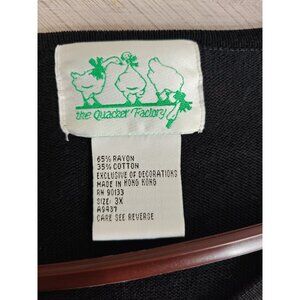 the Quacker Factory
65% RAYON
35% COTTON
EXCLUSIVE OF DECORATIONS
MADE IN HONG KONG
RN 90133
SIZE: 3X
A9437
CARE SEE REVERSE